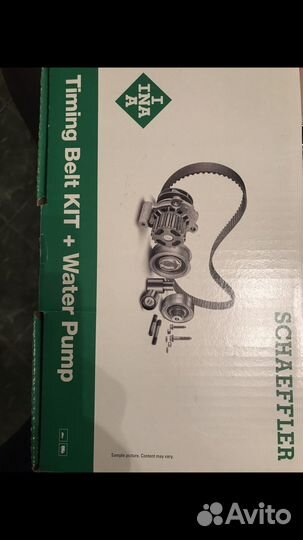 Timing Belt KIT + Water Pump
I
INA
A
SCHAEFFLER
Sample picture. Content may vary.
Avito